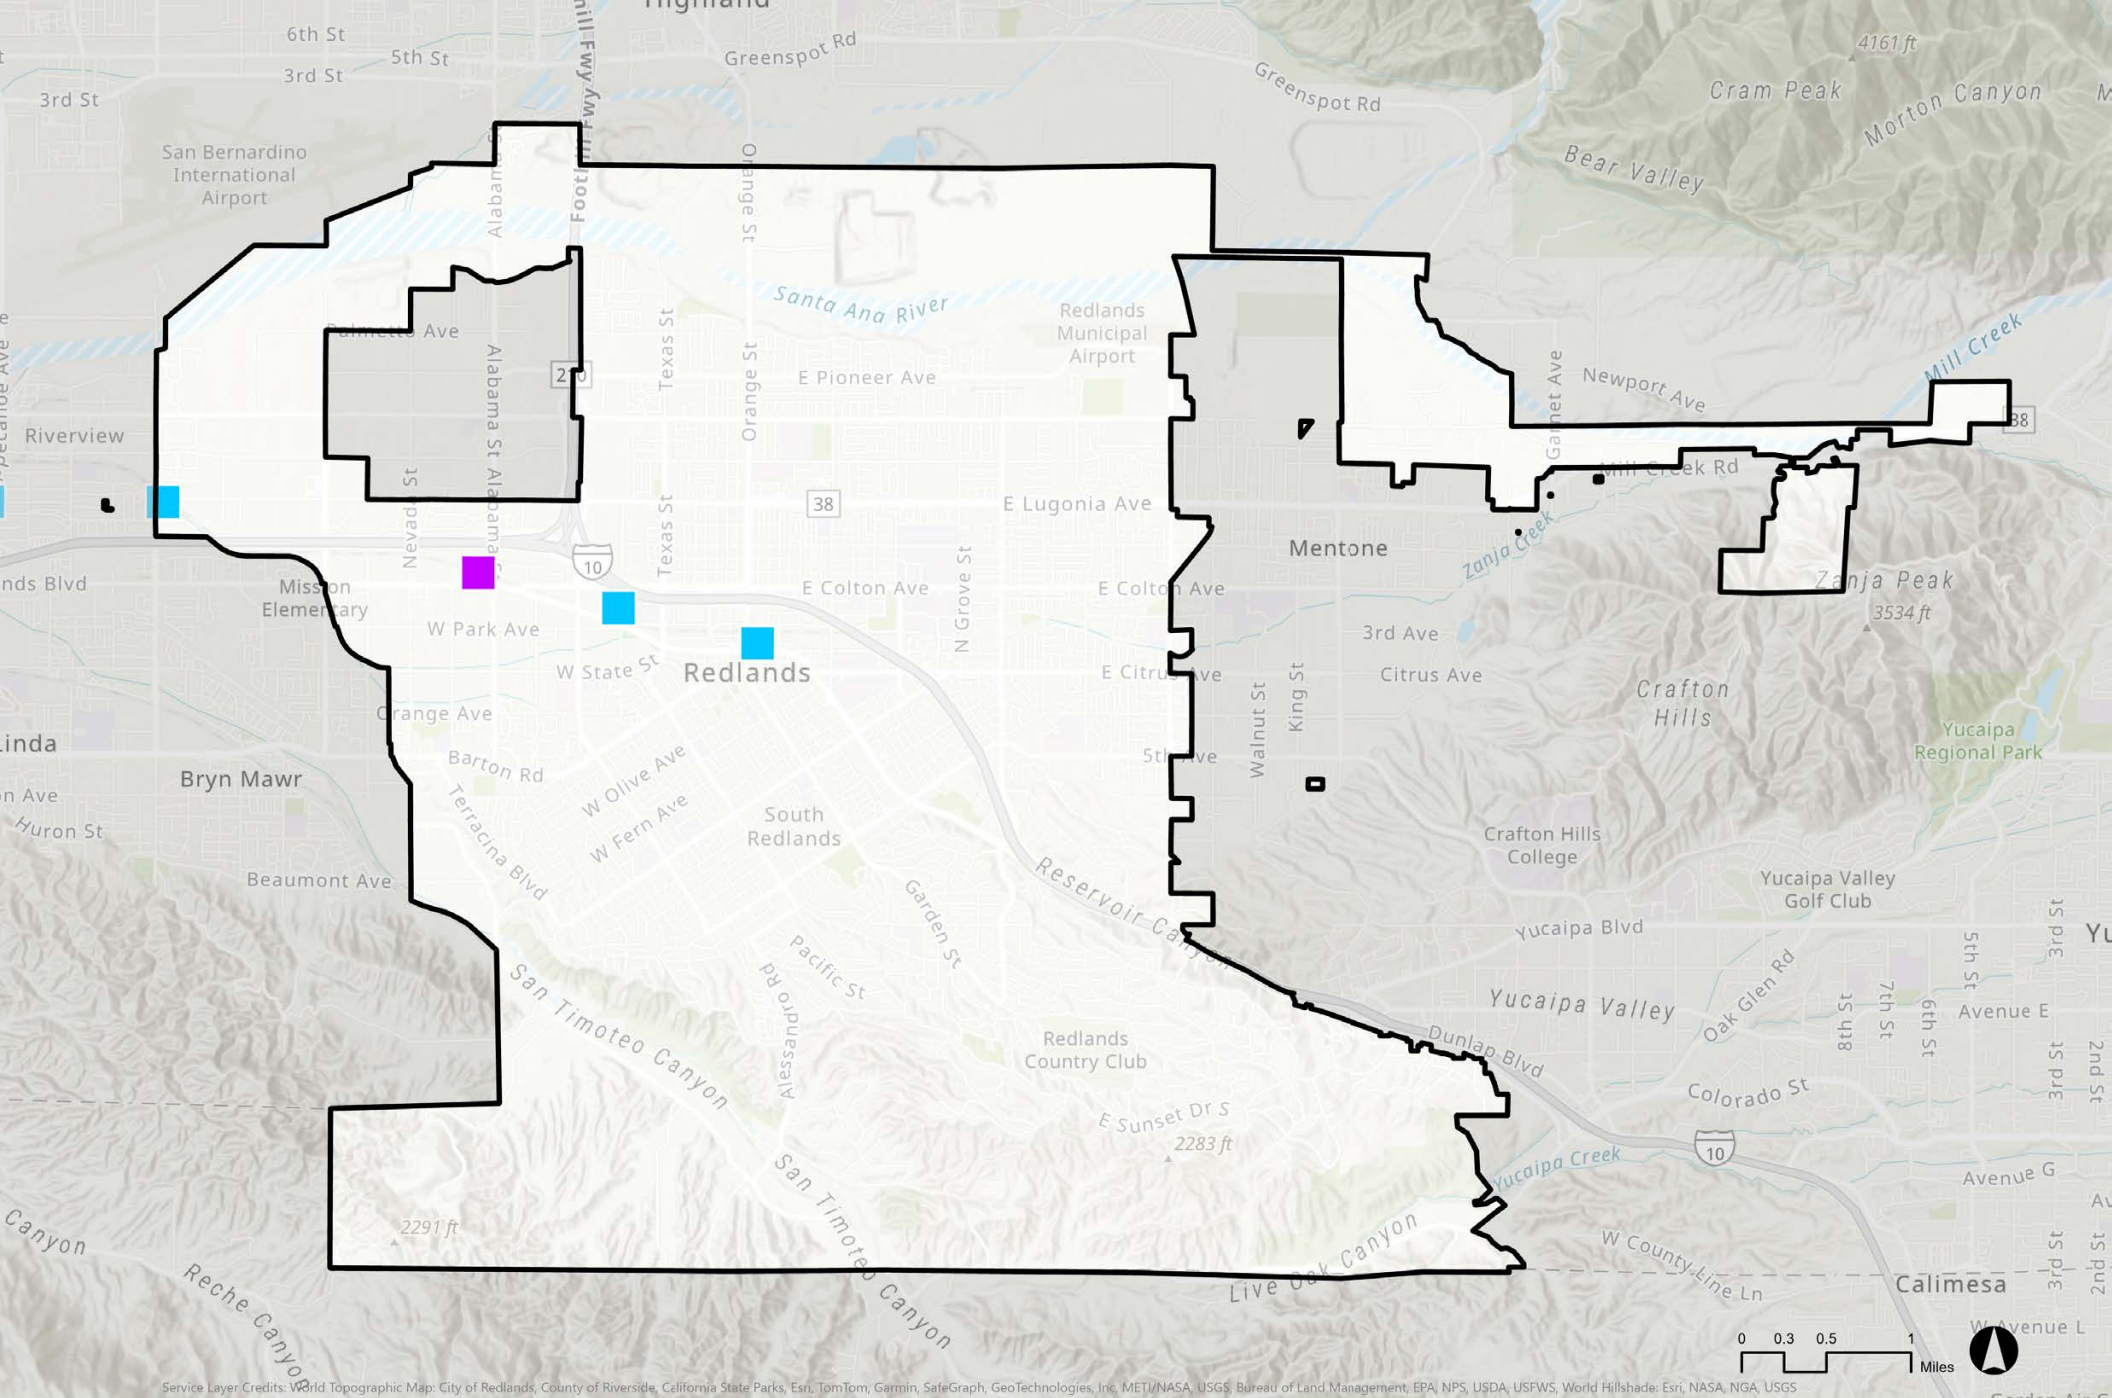 Highland
6th St
5th St
3rd St
3rd St
Greenspot Rd
Greenspot Rd
4161 ft
Cram Peak
Morton Canyon
Bear Valley
San Bernardino
International
Airport
Alabama S
Foothill Fwy
Orange St
Santa Ana River
Redlands
Municipal
Airport
Palmetto Ave
Alabama St
Texas St
Orange St
E Pioneer Ave
210
Garnet Ave
Newport Ave
Mill Creek
38
Riverview
Mill Creek Rd
Nevada St
Texas St
38
E Lugonia Ave
Mentone
Zanja Creek
Zanja Peak
3534 ft
10
nds Blvd
Mission
Elementary
W Park Ave
E Colton Ave
N Grove St
E Colton Ave
3rd Ave
W State St
Redlands
E Citrus Ave
Citrus Ave
Walnut St
King St
Crafton
Hills
Orange Ave
Linda
Bryn Mawr
Barton Rd
W Olive Ave
5th Ave
Yucaipa
Regional Park
n Ave
Huron St
Terracina Blvd
W Fern Ave
South
Redlands
Crafton Hills
College
Beaumont Ave
Garden St
Reservoir Canyon
Yucaipa Valley
Golf Club
Yucaipa Blvd
3rd St
Yu
5th St
Pacific St
Alessandro Rd
San Timoteo Canyon
Oak Glen Rd
Yucaipa Valley
8th St
7th St
6th St
Avenue E
Redlands
Country Club
Dunlap Blvd
3rd St
2nd St
Colorado St
E Sunset Dr S
2283 ft
10
Yucaipa Creek
Avenue G
San Timoteo Canyon
2291 ft
Canyon
Reche Canyon
Live Oak Canyon
W County Line Ln
3rd St
2nd St
Calimesa
W Avenue L
0 0.3 0.5 1
Miles
Service Layer Credits: World Topographic Map: City of Redlands, County of Riverside, California State Parks, Esri, TomTom, Garmin, SafeGraph, GeoTechnologies, Inc, METI/NASA, USGS, Bureau of Land Management, EPA, NPS, USDA, USFWS, World Hillshade: Esri, NASA, NGA, USGS